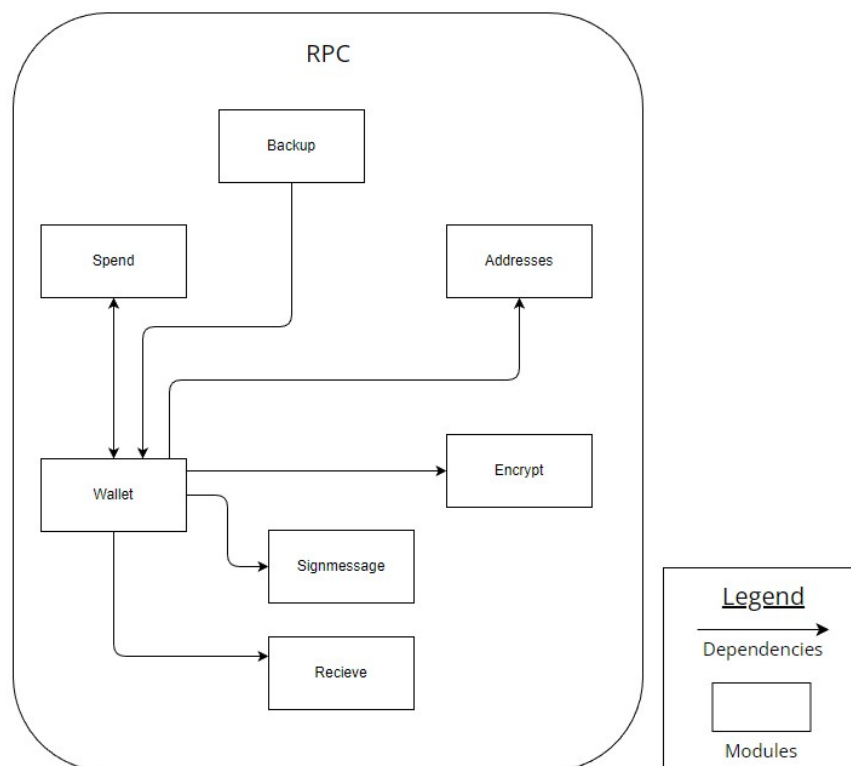 RPC
Backup
Spend
Addresses
Wallet
Encrypt
Signmessage
Recieve
Legend
Dependencies
Modules